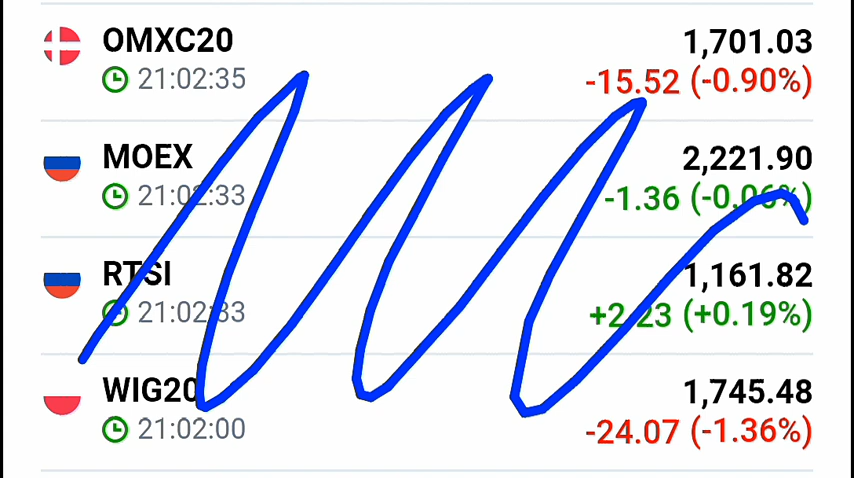 OMXC20 1,701.03
21:02:35 -15.52 (-0.90%)
MOEX 2,221.90
21:02:33 -1.36 (-0.06%)
RTSI 1,161.82
21:02:33 +2.23 (+0.19%)
WIG20 1,745.48
21:02:00 -24.07 (-1.36%)